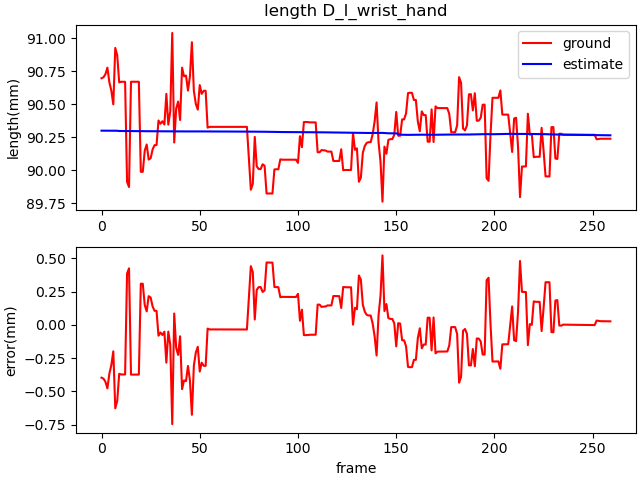 length D_l_wrist_hand
length(mm)
91.00
90.75
90.50
90.25
90.00
89.75
ground
estimate
0 50 100 150 200 250
error(mm)
0.50
0.25
0.00
−0.25
−0.50
−0.75
0 50 100 150 200 250
frame